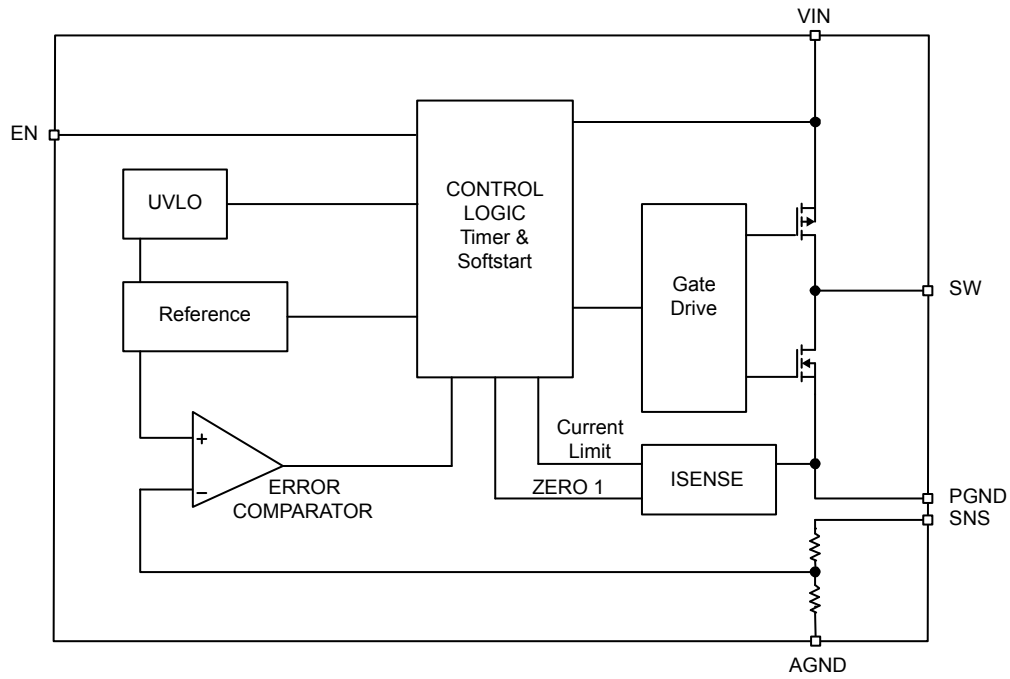 VIN
EN
UVLO
CONTROL
LOGIC
Timer &
Softstart
Reference
Gate
Drive
SW
+
−
ERROR
COMPARATOR
Current
Limit
ZERO 1
ISENSE
PGND
SNS
AGND